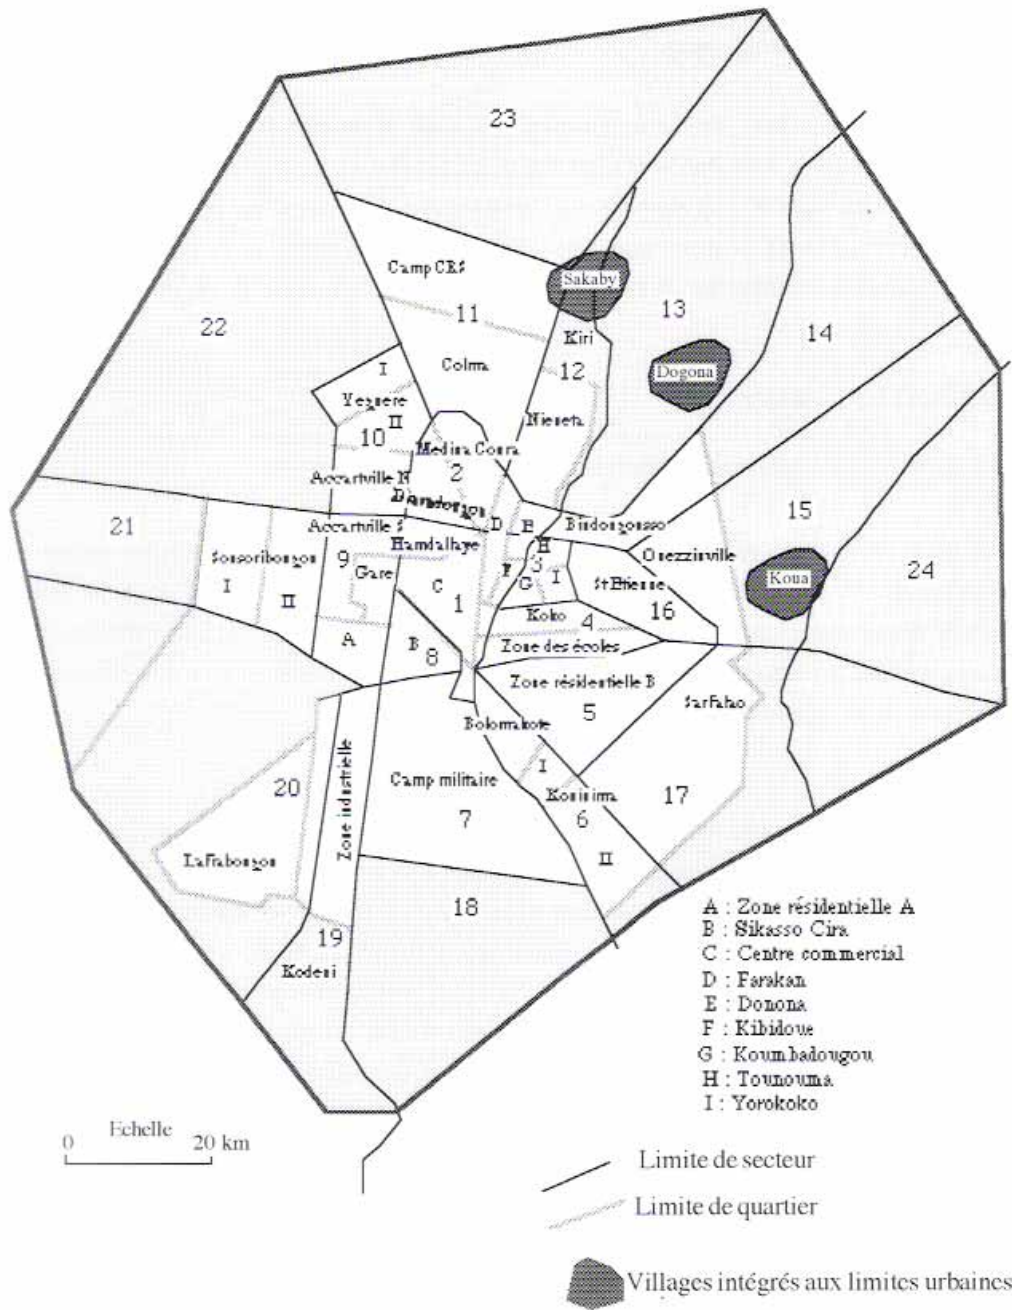 23
Camp CRS
Sakaby
13
22
11
Kiri
14
I
Colma
12
Dogona
Yeguere
II
Nieneta
10
Medina Coura
2
Accartville N
21
Accartville S
D
E
Bindougousso
15
Hamdallaye
H
Sonsoribougou
9
3
Ouezzinville
Gare
F
G
I
St Etienne
Koua
24
I
II
C
1
Koko
4
16
A
B
8
Zone des écoles
Zone résidentielle B
5
Sarfalao
Bolomakote
Zone industrielle
Camp militaire
I
20
Kouinima
17
7
6
Lafiabougou
II
18
19
Kodeni
A : Zone résidentielle A
B : Sikasso Cira
C : Centre commercial
D : Farakan
E : Donona
F : Kibidoue
G : Koumbadougou
H : Tounouma
I : Yorokoko
Echelle
0 20 km
Limite de secteur
Limite de quartier
Villages intégrés aux limites urbaines